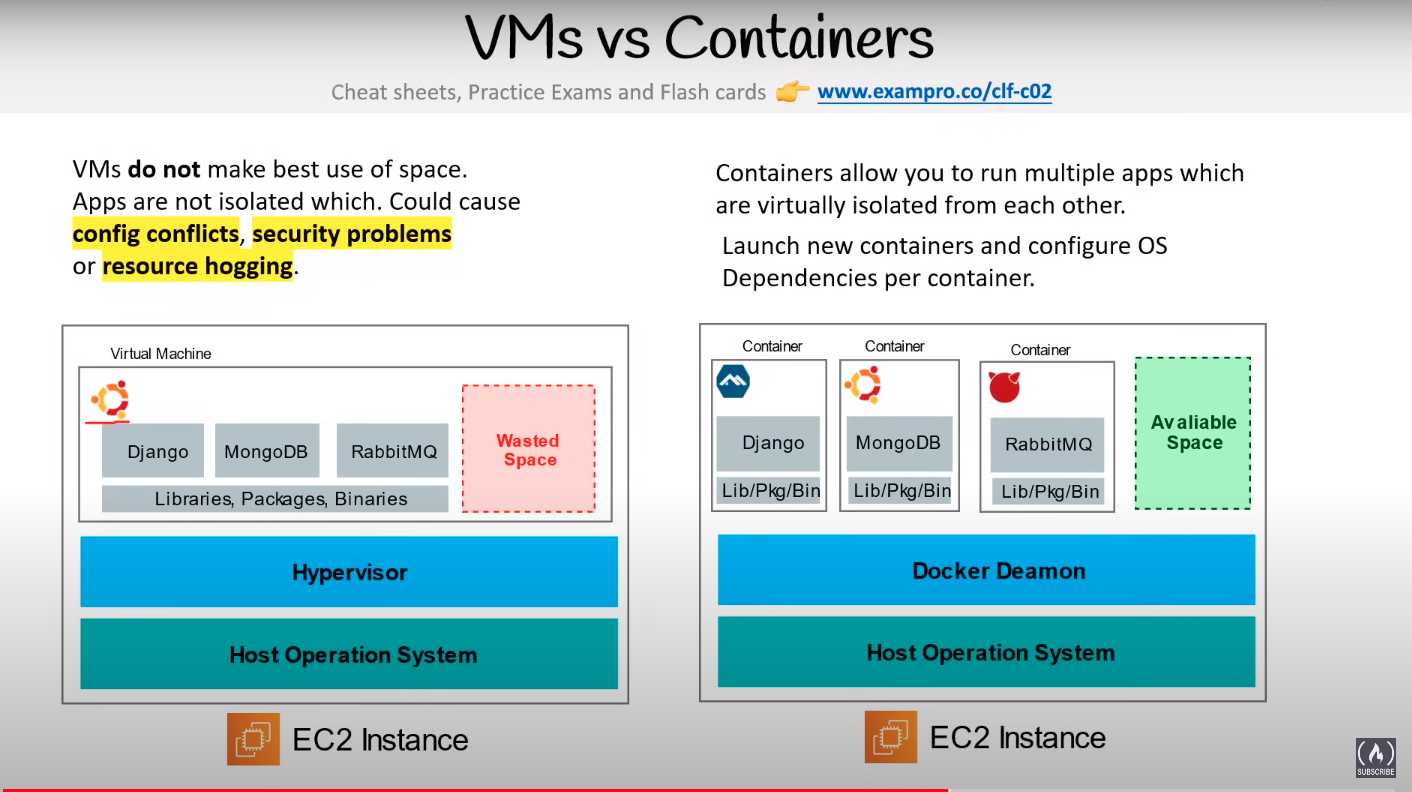 VMs vs Containers
Cheat sheets, Practice Exams and Flash cards 👉 www.exampro.co/clf-c02
VMs do not make best use of space.
Apps are not isolated which. Could cause
config conflicts, security problems
or resource hogging.
Virtual Machine
Django
MongoDB
RabbitMQ
Libraries, Packages, Binaries
Wasted
Space
Hypervisor
Host Operation System
EC2 Instance
Containers allow you to run multiple apps which
are virtually isolated from each other.
Launch new containers and configure OS
Dependencies per container.
Container
Django
Lib/Pkg/Bin
Container
MongoDB
Lib/Pkg/Bin
Container
RabbitMQ
Lib/Pkg/Bin
Avaliable
Space
Docker Deamon
Host Operation System
EC2 Instance
SUBSCRIBE